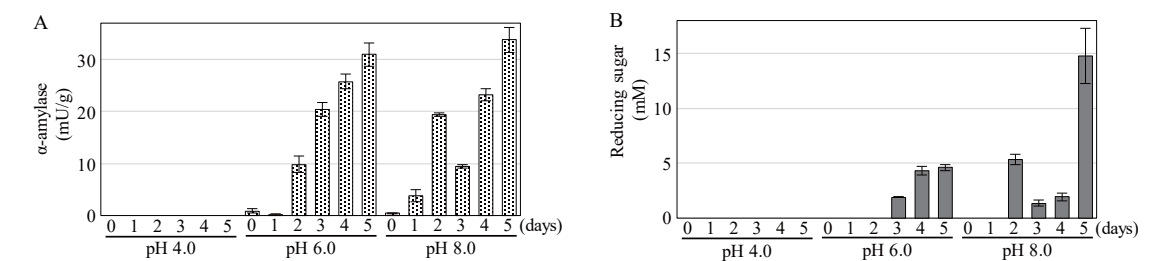 A
α-amylase
(mU/g)
30
20
10
0
0 1 2 3 4 5 0 1 2 3 4 5 0 1 2 3 4 5 (days)
pH 4.0 pH 6.0 pH 8.0
B
Reducing sugar
(mM)
15
10
5
0
0 1 2 3 4 5 0 1 2 3 4 5 0 1 2 3 4 5 (days)
pH 4.0 pH 6.0 pH 8.0